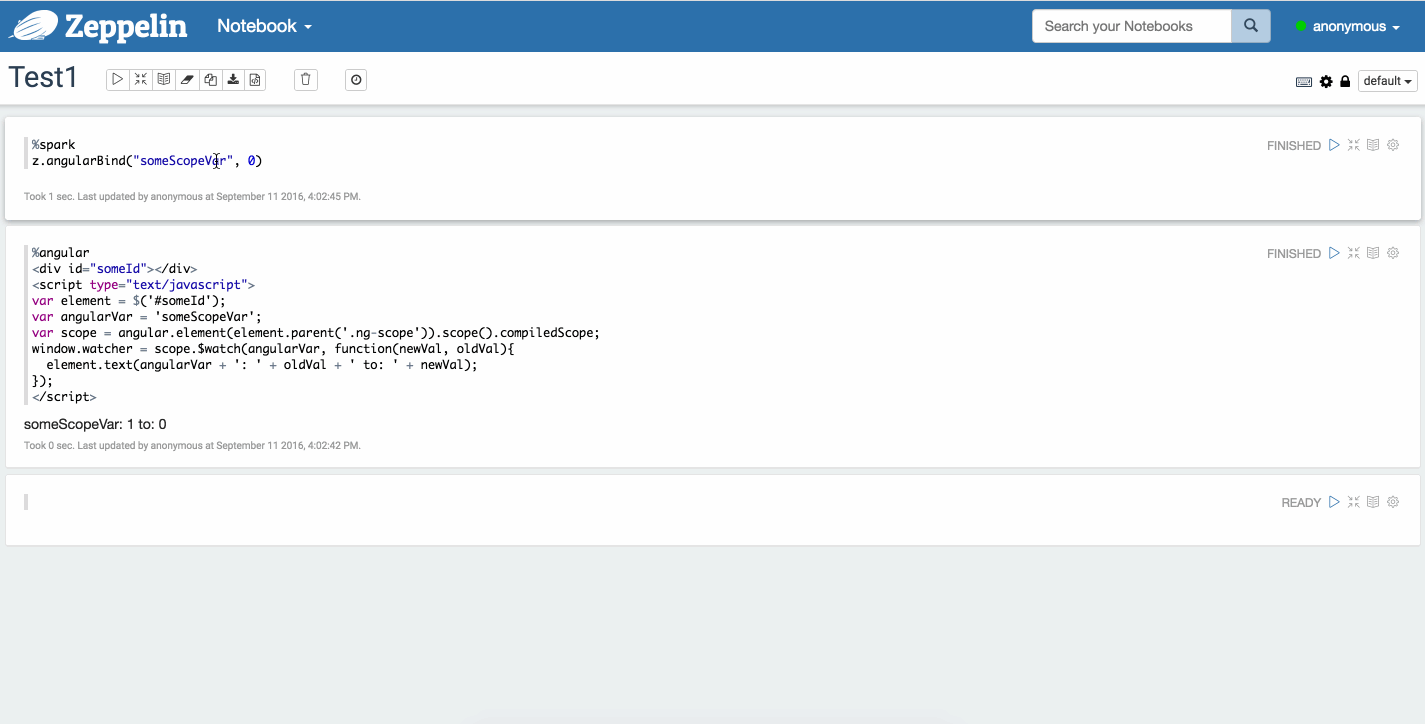 Zeppelin Notebook Search your Notebooks anonymous
Test1 default
%spark FINISHED
z.angularBind("someScopeVar", 0)
Took 1 sec. Last updated by anonymous at September 11 2016, 4:02:45 PM.
%angular FINISHED
<div id="someId"></div>
<script type="text/javascript">
var element = $('#someId');
var angularVar = 'someScopeVar';
var scope = angular.element(element.parent('.ng-scope')).scope().compiledScope;
window.watcher = scope.$watch(angularVar, function(newVal, oldVal){
  element.text(angularVar + ': ' + oldVal + ' to: ' + newVal);
});
</script>
someScopeVar: 1 to: 0
Took 0 sec. Last updated by anonymous at September 11 2016, 4:02:42 PM.
READY